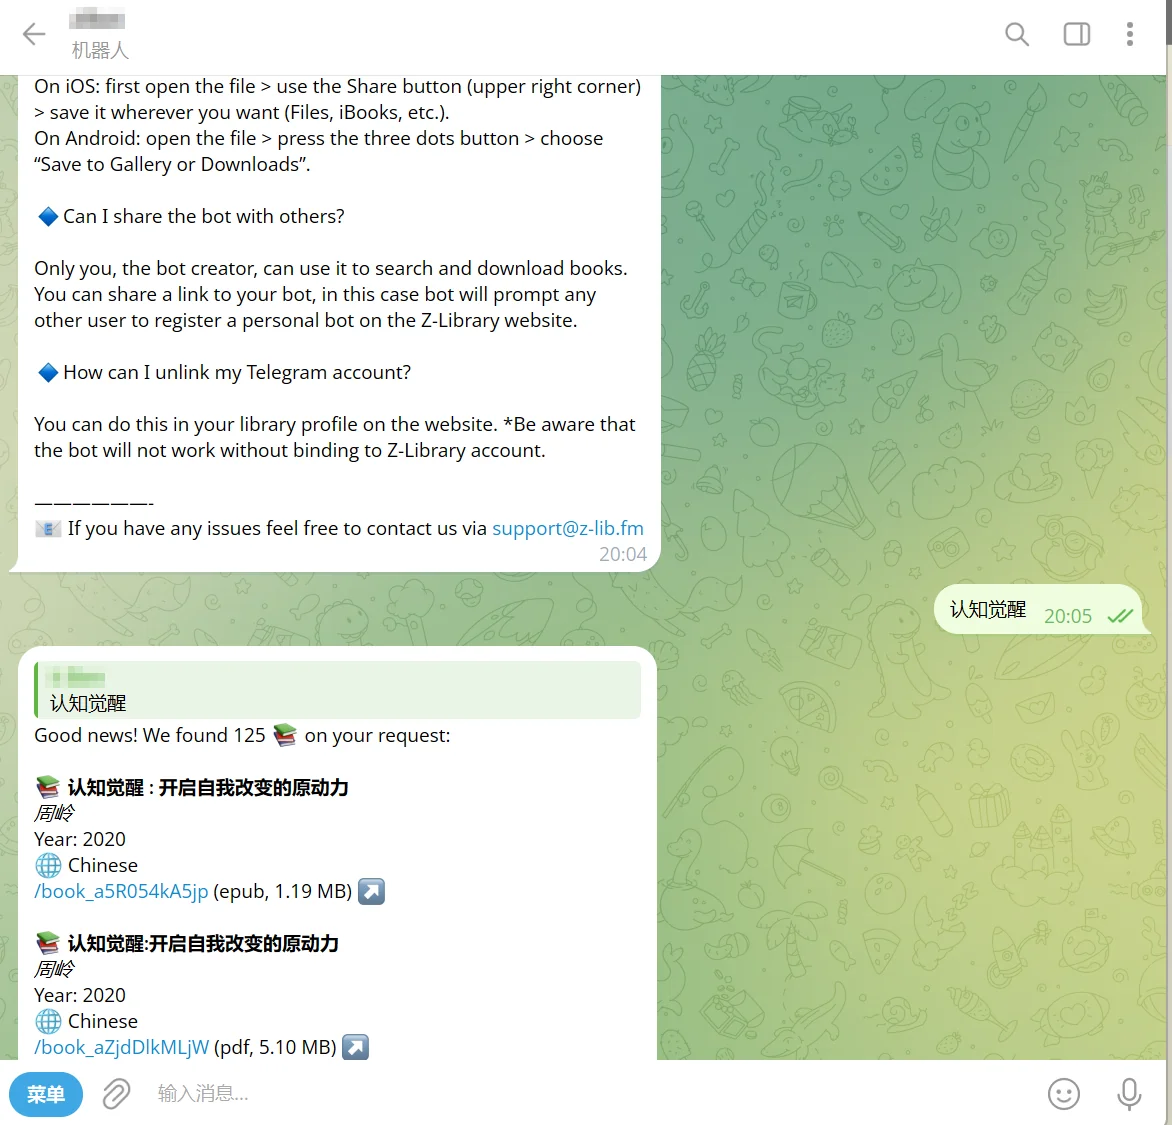 机器人
On iOS: first open the file > use the Share button (upper right corner)
> save it wherever you want (Files, iBooks, etc.).
On Android: open the file > press the three dots button > choose
“Save to Gallery or Downloads”.
Can I share the bot with others?
Only you, the bot creator, can use it to search and download books.
You can share a link to your bot, in this case bot will prompt any
other user to register a personal bot on the Z-Library website.
How can I unlink my Telegram account?
You can do this in your library profile on the website. *Be aware that
the bot will not work without binding to Z-Library account.
——————-
If you have any issues feel free to contact us via support@z-lib.fm
20:04
认知觉醒 20:05
认知觉醒
Good news! We found 125 📚 on your request:
📚 认知觉醒 : 开启自我改变的原动力
周岭
Year: 2020
🌐 Chinese
/book_a5R054kA5jp (epub, 1.19 MB) ↗
📚 认知觉醒:开启自我改变的原动力
周岭
Year: 2020
🌐 Chinese
/book_aZjdDlkMLjW (pdf, 5.10 MB) ↗
菜单 输入消息...